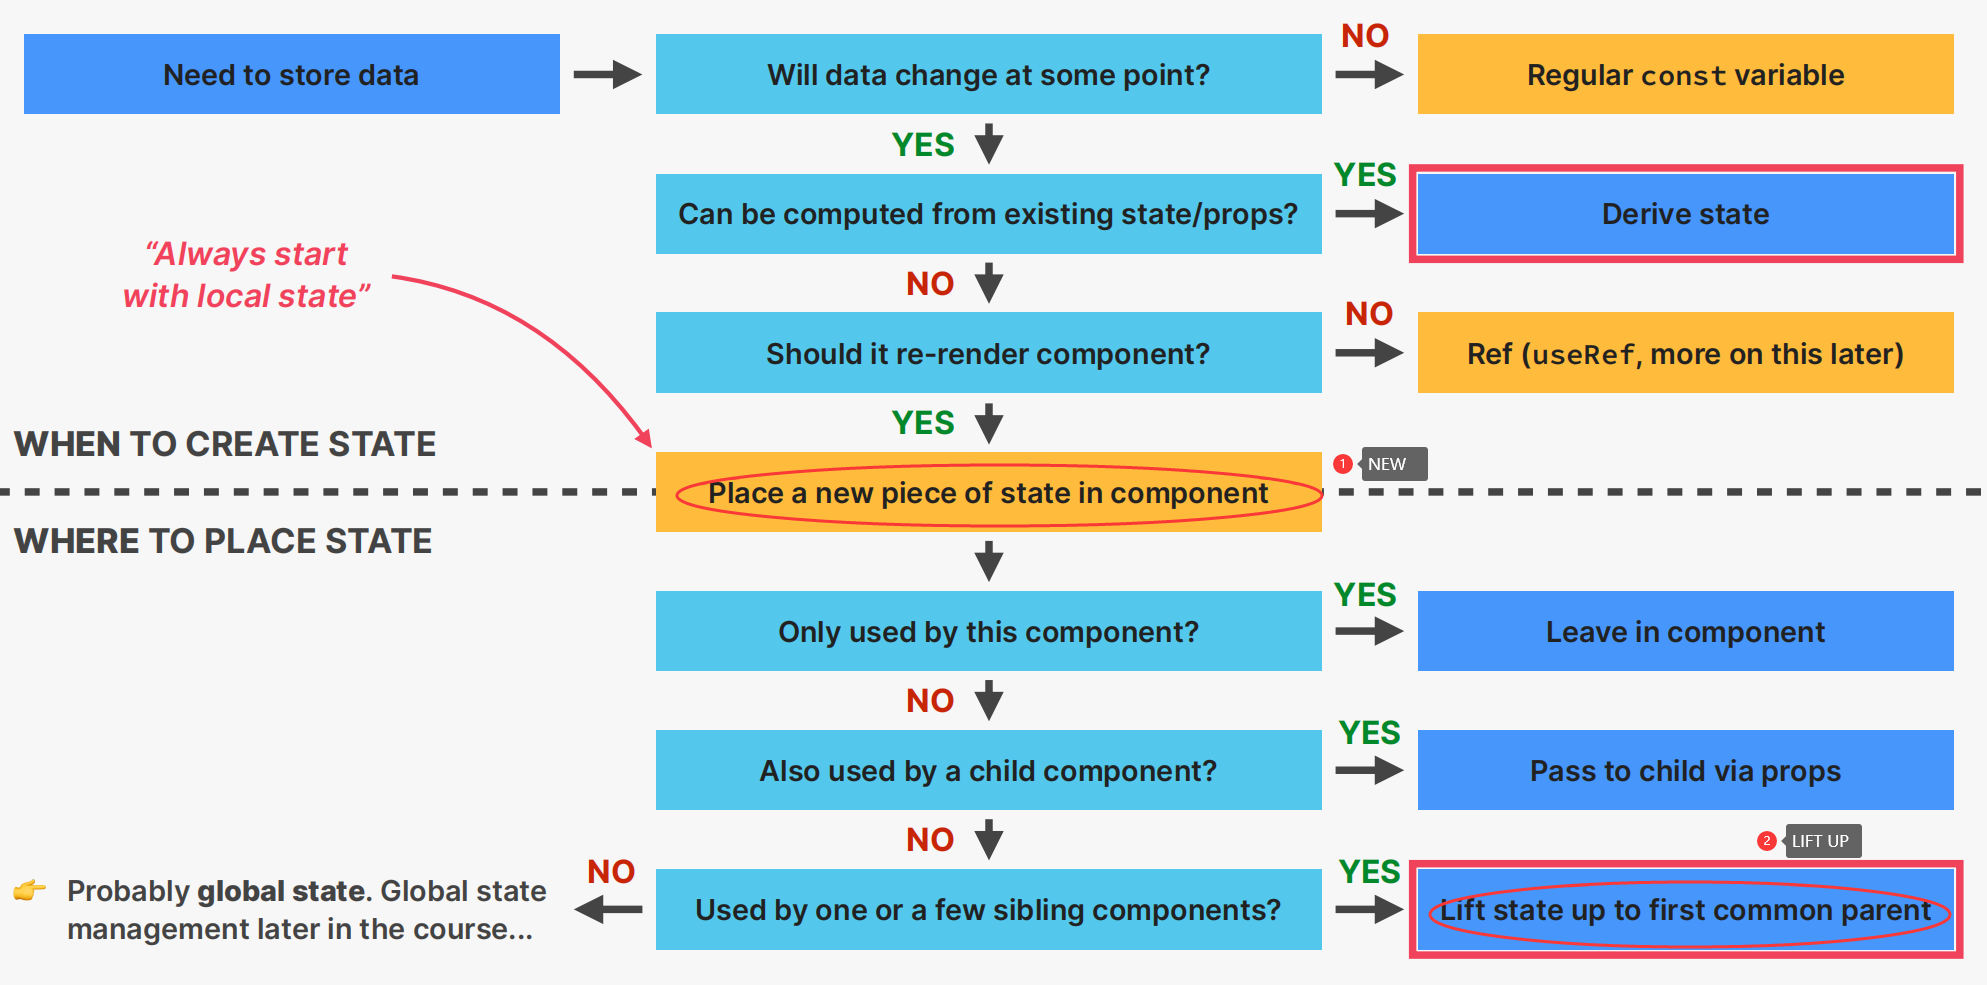 Need to store data
Will data change at some point?
NO
Regular const variable
YES
Can be computed from existing state/props?
YES
Derive state
"Always start
with local state"
NO
Should it re-render component?
NO
Ref (useRef, more on this later)
YES
WHEN TO CREATE STATE
Place a new piece of state in component
1 NEW
WHERE TO PLACE STATE
Only used by this component?
YES
Leave in component
NO
Also used by a child component?
YES
Pass to child via props
NO
2 LIFT UP
Used by one or a few sibling components?
YES
Lift state up to first common parent
NO
👉 Probably global state. Global state
management later in the course...